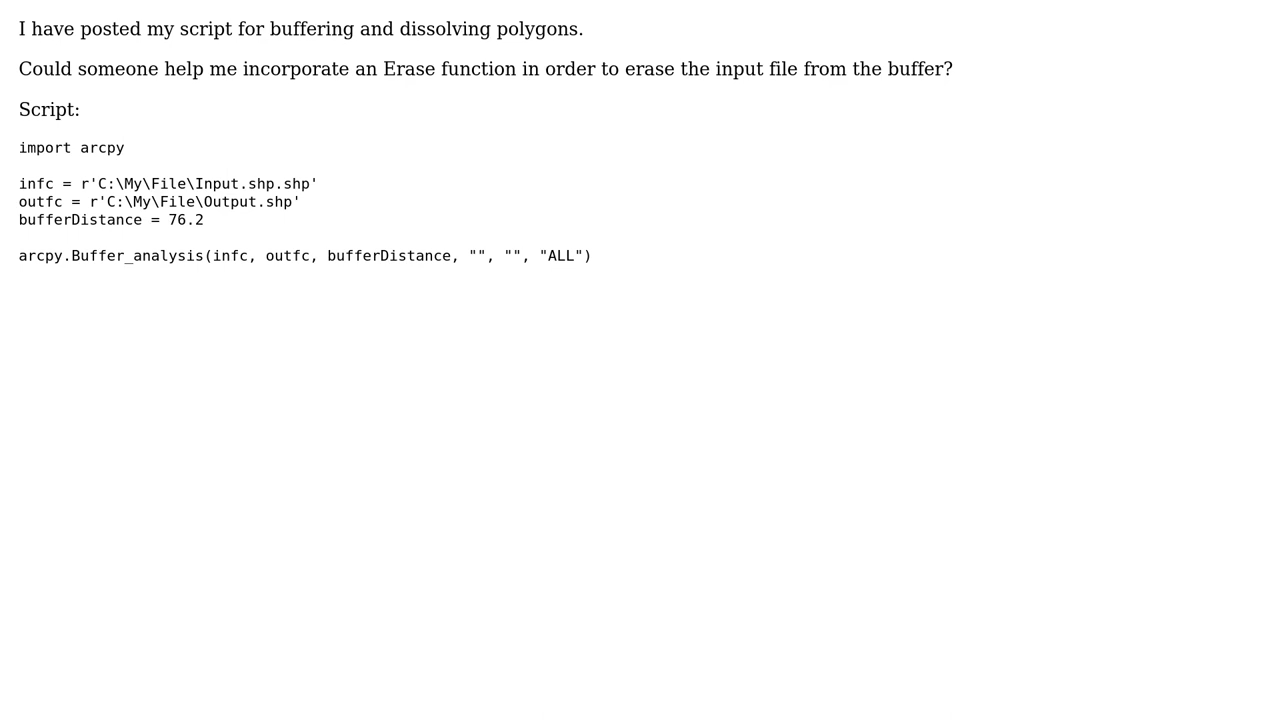 I have posted my script for buffering and dissolving polygons.
Could someone help me incorporate an Erase function in order to erase the input file from the buffer?
Script:
import arcpy
infc = r'C:\My\File\Input.shp.shp'
outfc = r'C:\My\File\Output.shp'
bufferDistance = 76.2
arcpy.Buffer_analysis(infc, outfc, bufferDistance, "", "", "ALL")